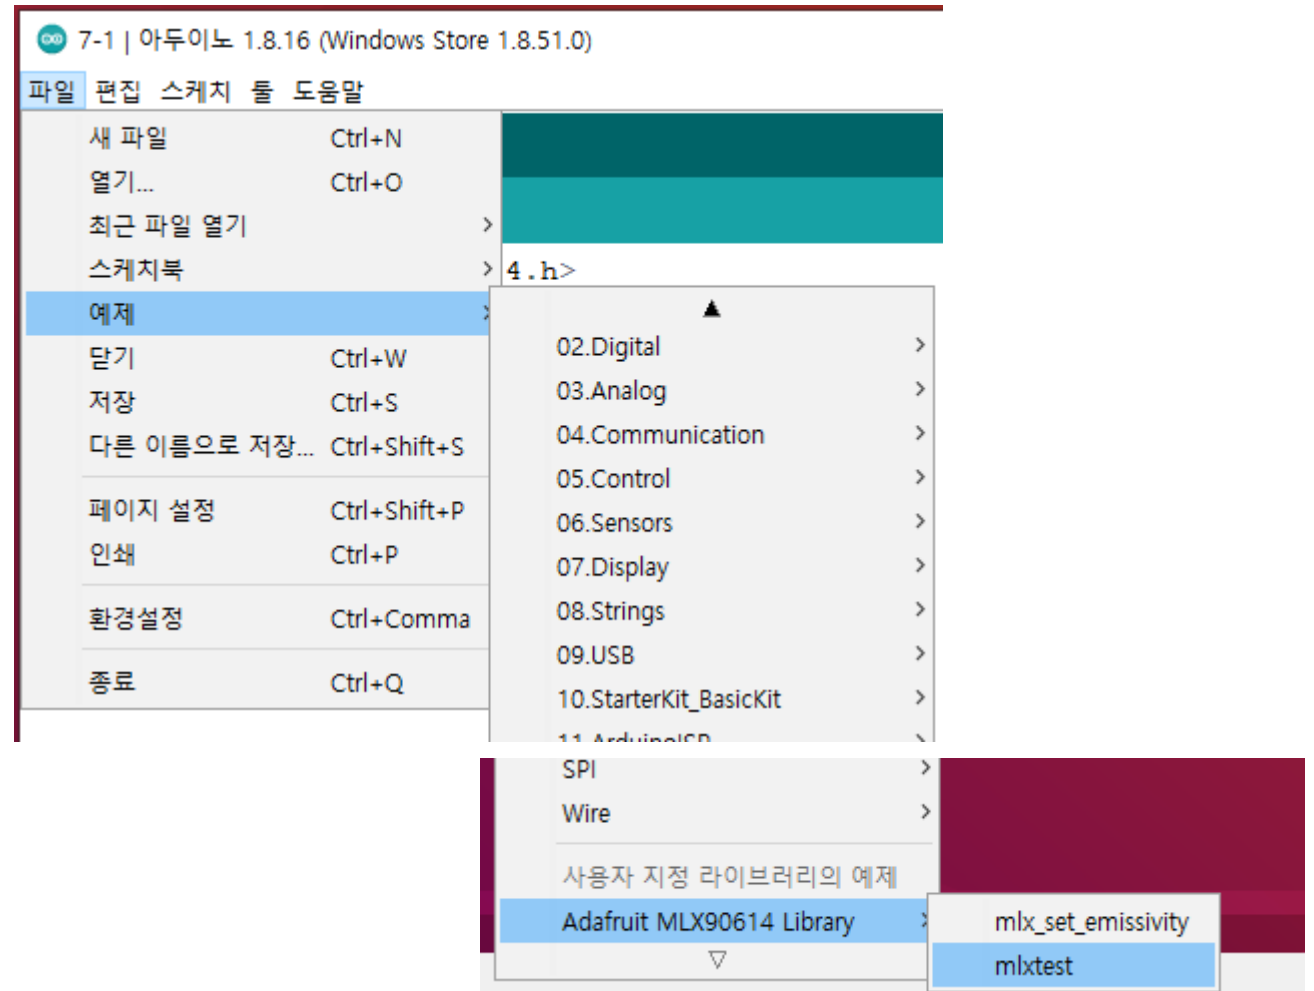 7-1 | 아두이노 1.8.16 (Windows Store 1.8.51.0)
파일 편집 스케치 툴 도움말
새 파일 Ctrl+N
열기... Ctrl+O
최근 파일 열기
스케치북
예제
닫기 Ctrl+W
저장 Ctrl+S
다른 이름으로 저장... Ctrl+Shift+S
페이지 설정 Ctrl+Shift+P
인쇄 Ctrl+P
환경설정 Ctrl+Comma
종료 Ctrl+Q
4.h>
02.Digital
03.Analog
04.Communication
05.Control
06.Sensors
07.Display
08.Strings
09.USB
10.StarterKit_BasicKit
11.ArduinoISP
SPI
Wire
사용자 지정 라이브러리의 예제
Adafruit MLX90614 Library
mlx_set_emissivity
mlxtest